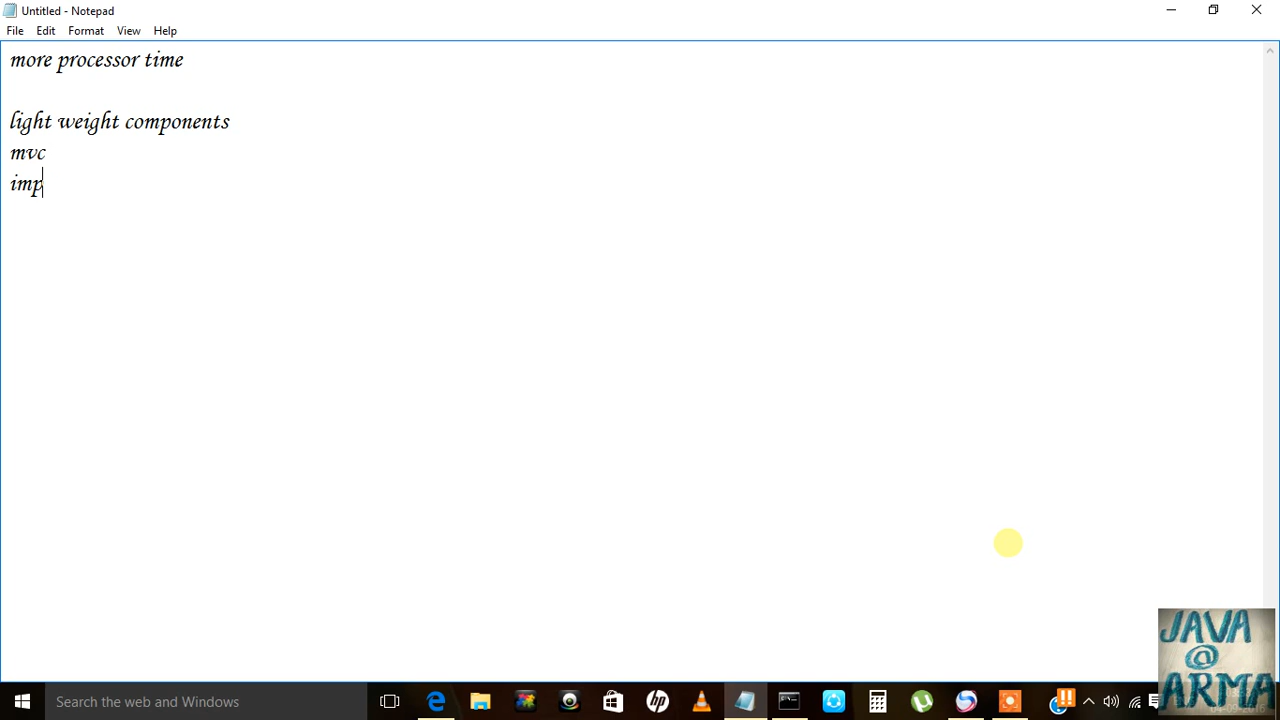 Untitled - Notepad
File Edit Format View Help
more processor time
light weight components
mvc
imp
Search the web and Windows
JAVA
@
ARMA